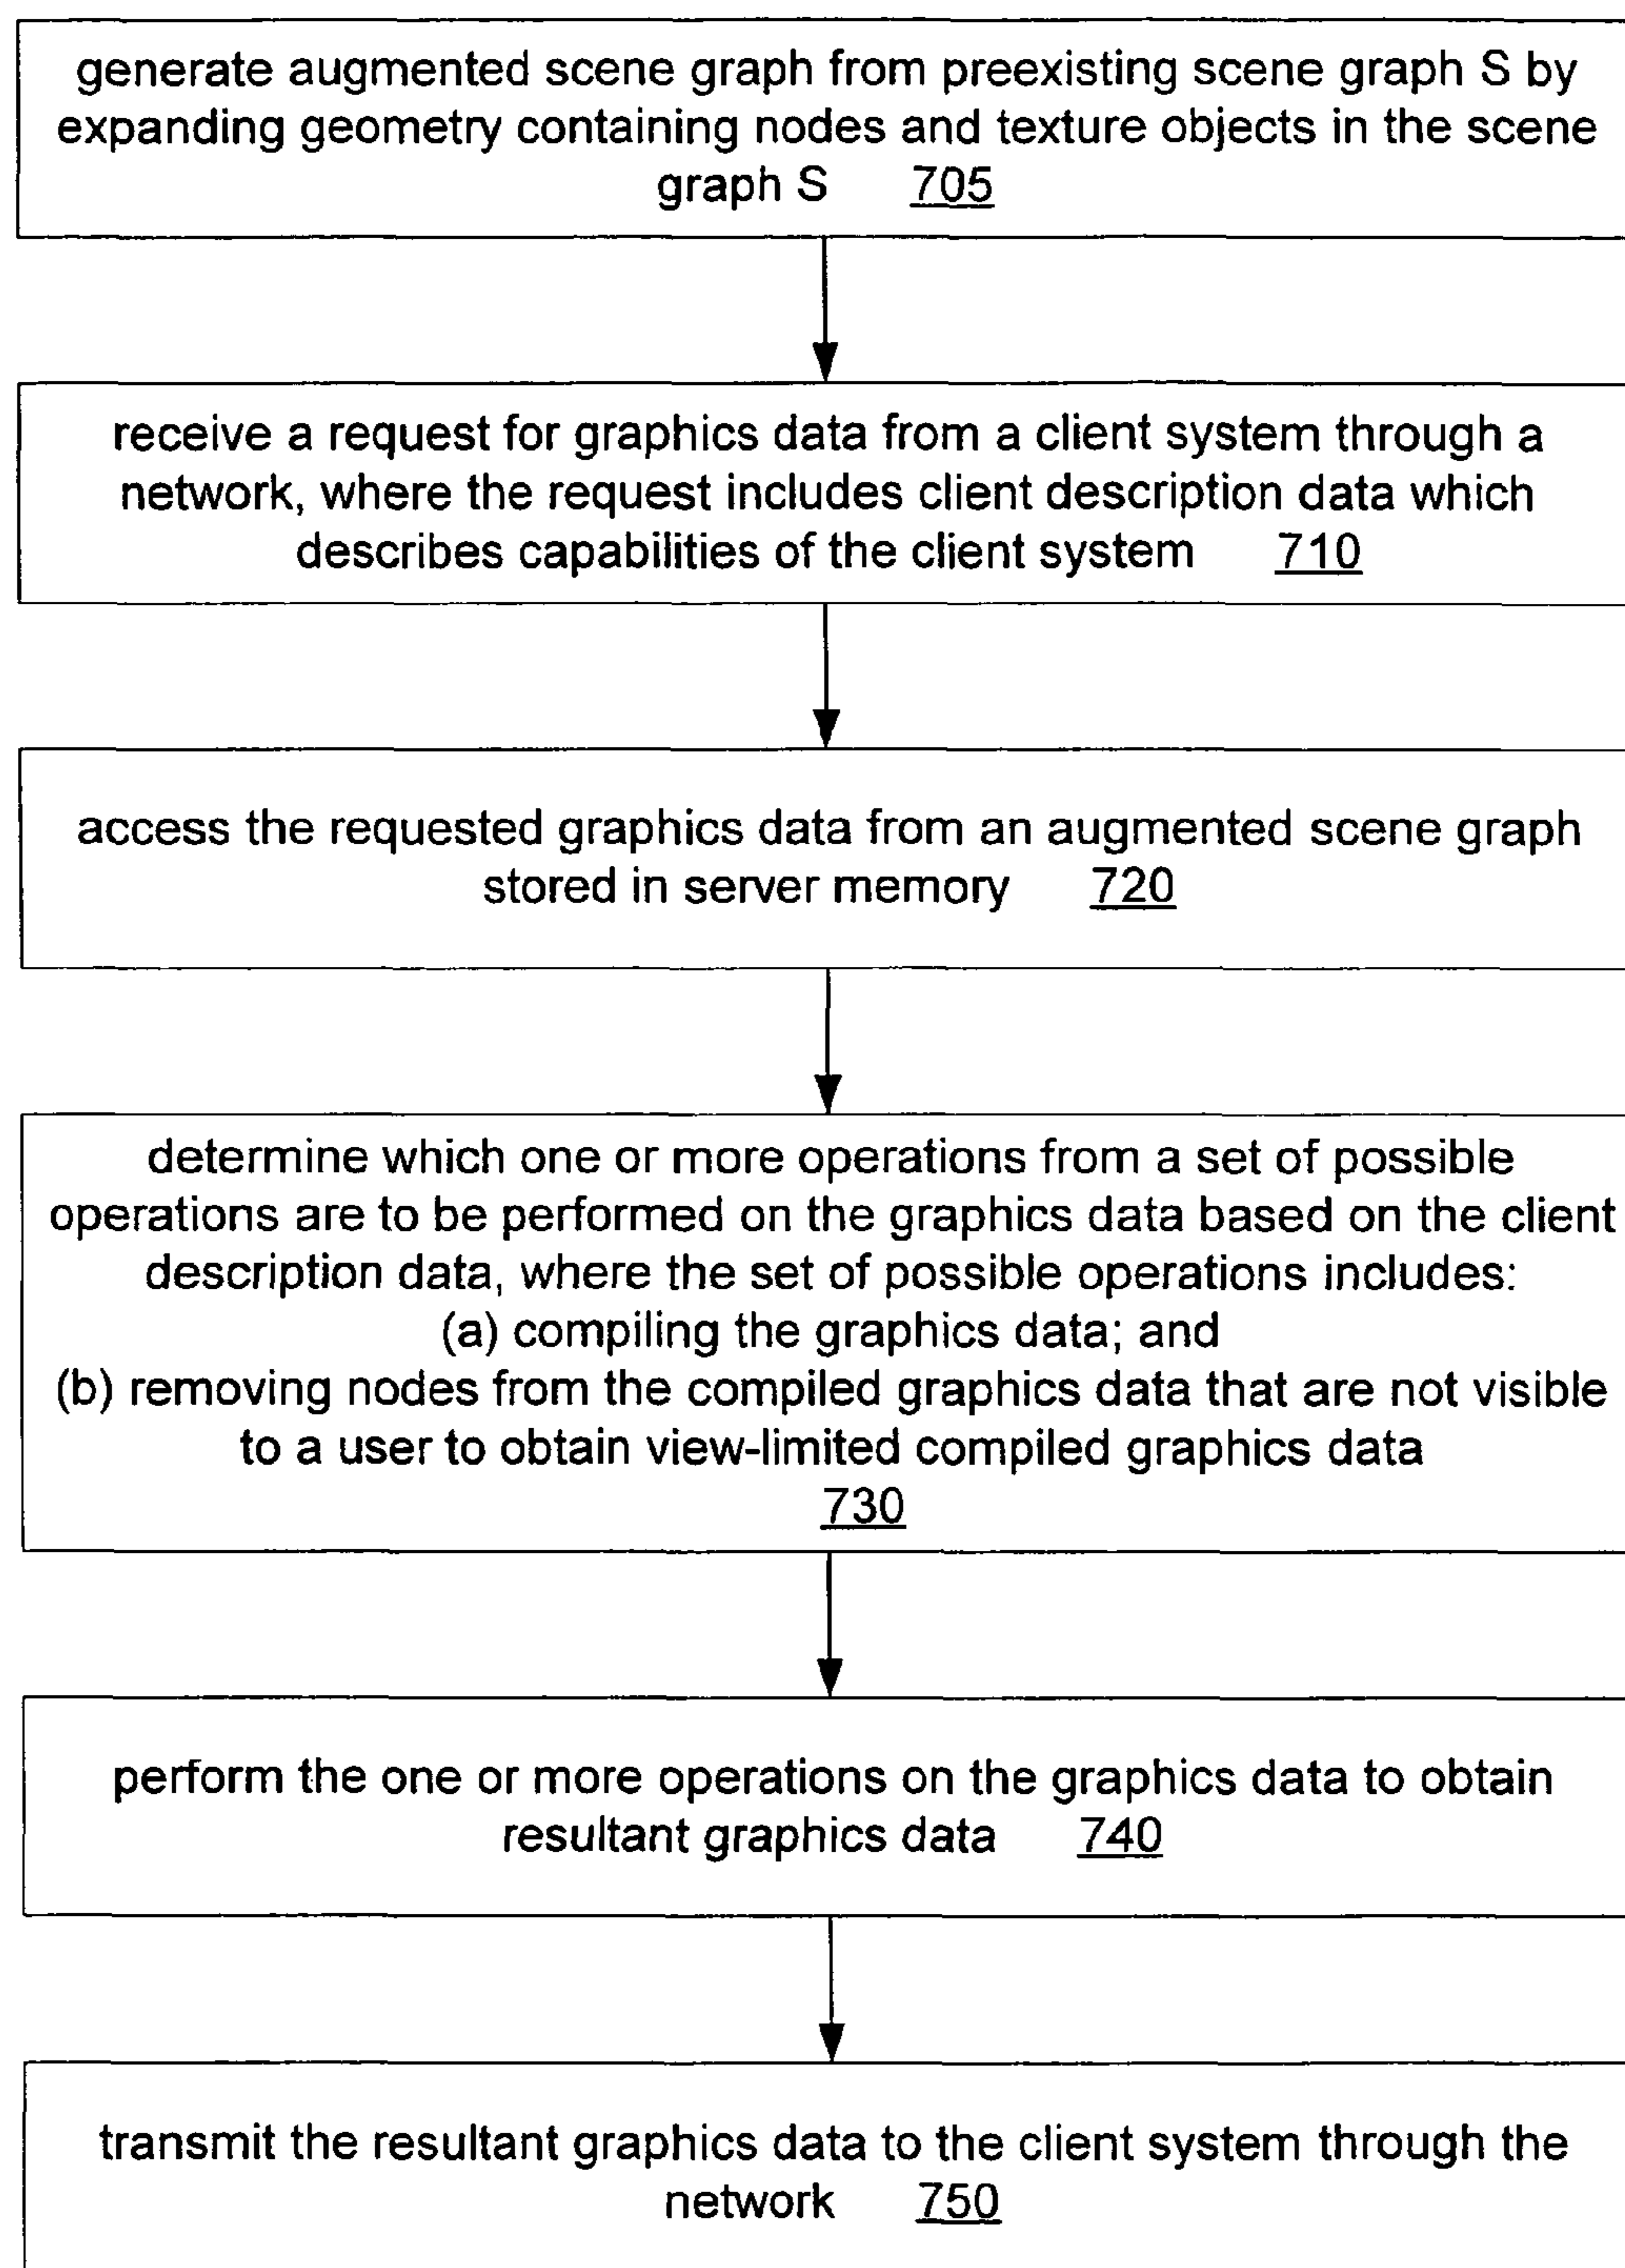 generate augmented scene graph from preexisting scene graph S by
expanding geometry containing nodes and texture objects in the scene
graph S 705
receive a request for graphics data from a client system through a
network, where the request includes client description data which
describes capabilities of the client system 710
access the requested graphics data from an augmented scene graph
stored in server memory 720
determine which one or more operations from a set of possible
operations are to be performed on the graphics data based on the client
description data, where the set of possible operations includes:
(a) compiling the graphics data; and
(b) removing nodes from the compiled graphics data that are not visible
to a user to obtain view-limited compiled graphics data
730
perform the one or more operations on the graphics data to obtain
resultant graphics data 740
transmit the resultant graphics data to the client system through the
network 750